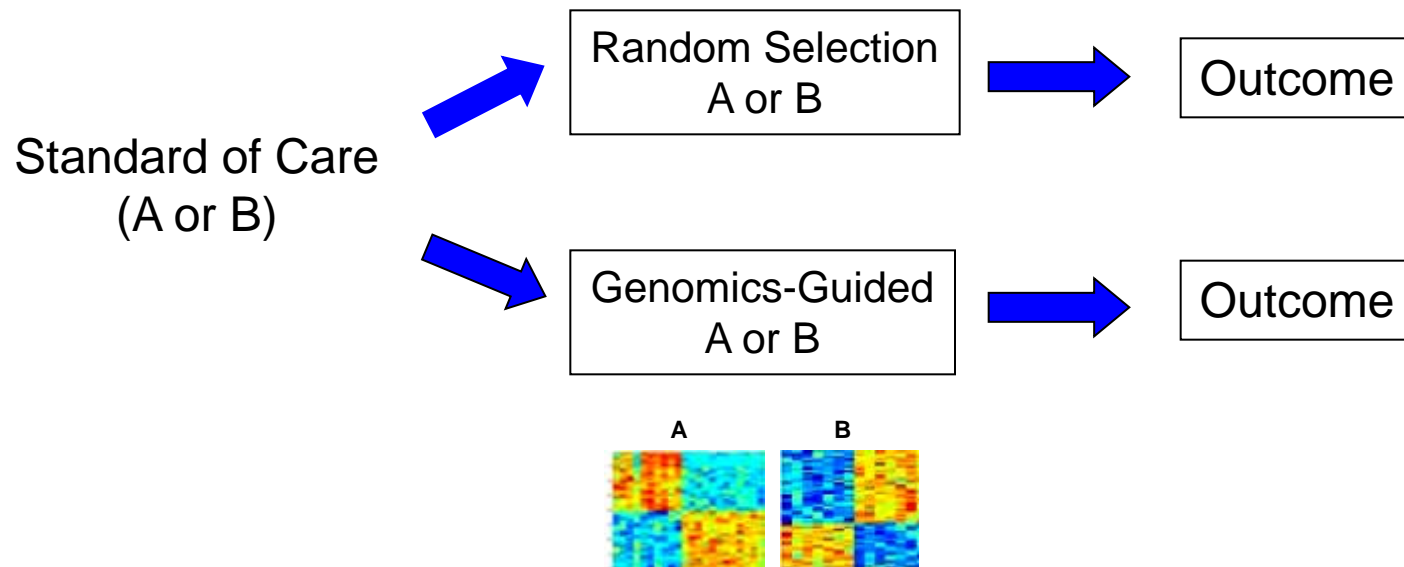 Standard of Care
(A or B)
Random Selection
A or B
Outcome
Genomics-Guided
A or B
Outcome
A
B